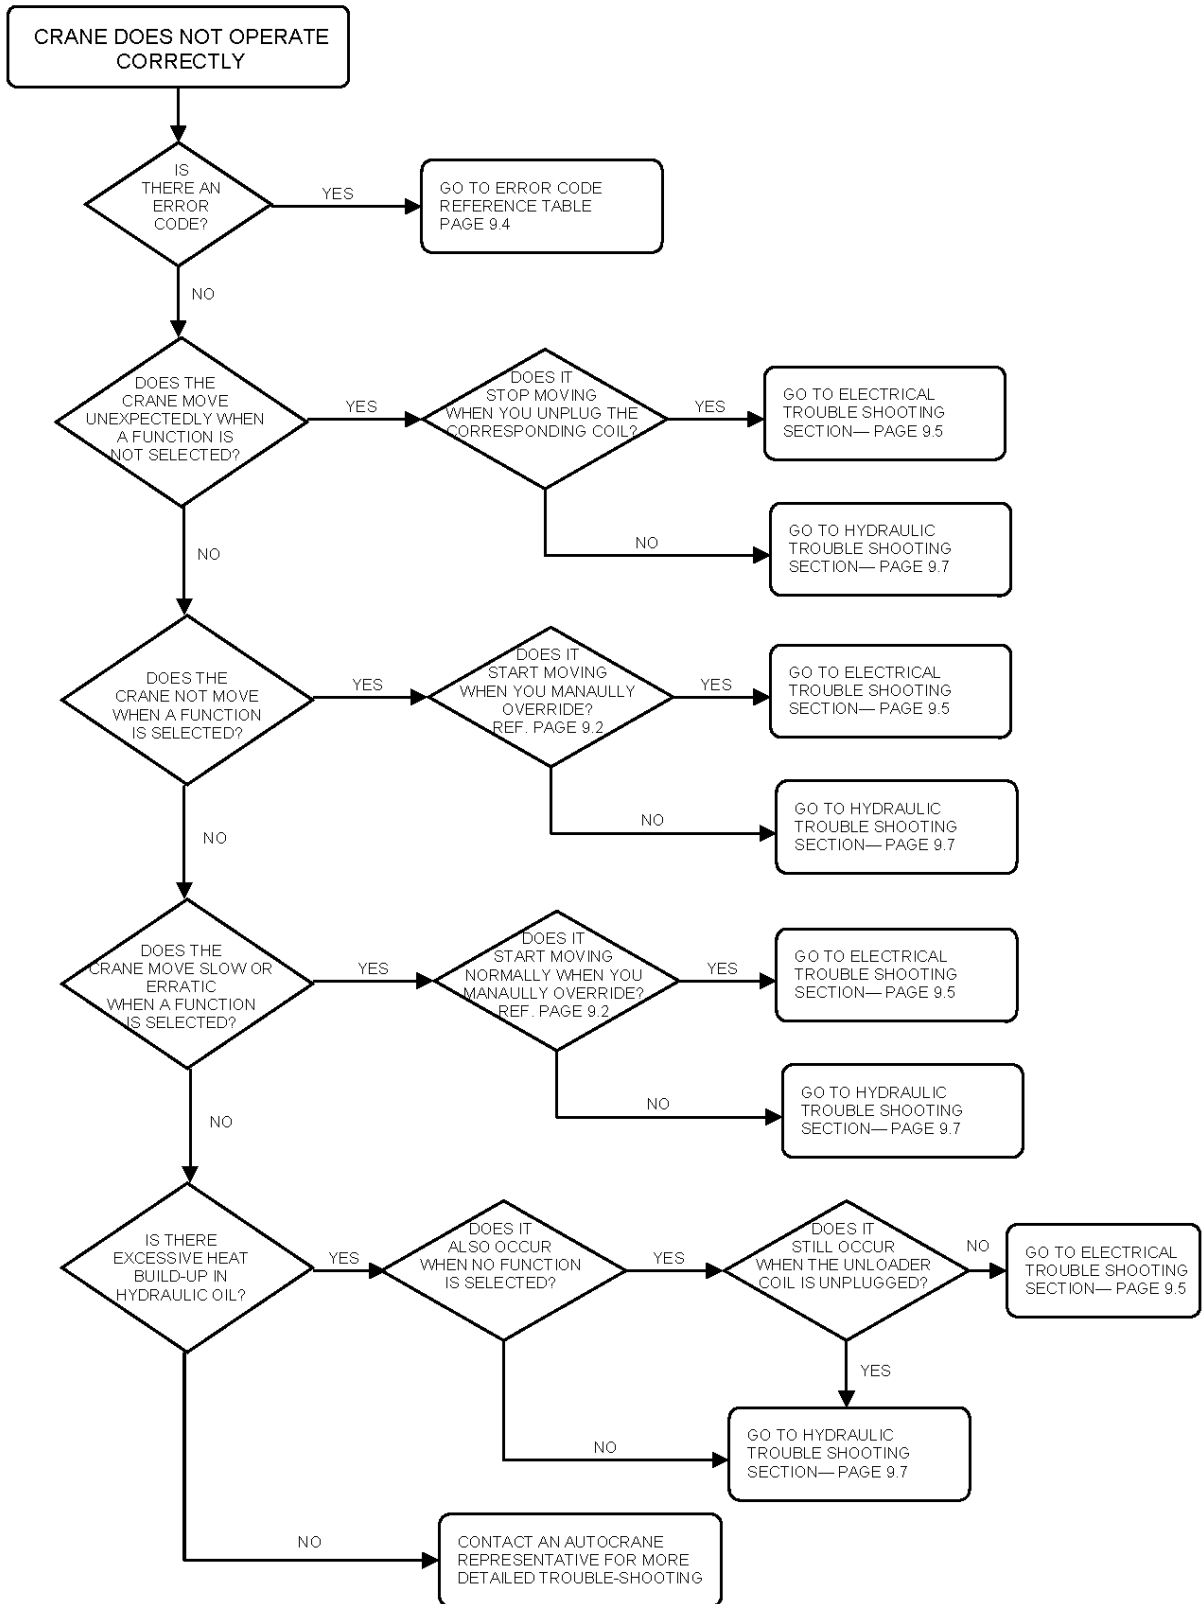 CRANE DOES NOT OPERATE
CORRECTLY
IS
THERE AN
ERROR
CODE?
YES
GO TO ERROR CODE
REFERENCE TABLE
PAGE 9.4
NO
DOES THE
CRANE MOVE
UNEXPECTEDLY WHEN
A FUNCTION IS
NOT SELECTED?
YES
DOES IT
STOP MOVING
WHEN YOU UNPLUG THE
CORRESPONDING COIL?
YES
GO TO ELECTRICAL
TROUBLE SHOOTING
SECTION— PAGE 9.5
NO
GO TO HYDRAULIC
TROUBLE SHOOTING
SECTION— PAGE 9.7
NO
DOES THE
CRANE NOT MOVE
WHEN A FUNCTION
IS SELECTED?
YES
DOES IT
START MOVING
WHEN YOU MANAULLY
OVERRIDE?
REF. PAGE 9.2
YES
GO TO ELECTRICAL
TROUBLE SHOOTING
SECTION— PAGE 9.5
NO
GO TO HYDRAULIC
TROUBLE SHOOTING
SECTION— PAGE 9.7
NO
DOES THE
CRANE MOVE SLOW OR
ERRATIC
WHEN A FUNCTION
IS SELECTED?
YES
DOES IT
START MOVING
NORMALLY WHEN YOU
MANAULLY OVERRIDE?
REF. PAGE 9.2
YES
GO TO ELECTRICAL
TROUBLE SHOOTING
SECTION— PAGE 9.5
NO
GO TO HYDRAULIC
TROUBLE SHOOTING
SECTION— PAGE 9.7
NO
IS THERE
EXCESSIVE HEAT
BUILD-UP IN
HYDRAULIC OIL?
YES
DOES IT
ALSO OCCUR
WHEN NO FUNCTION
IS SELECTED?
YES
DOES IT
STILL OCCUR
WHEN THE UNLOADER
COIL IS UNPLUGGED?
NO
GO TO ELECTRICAL
TROUBLE SHOOTING
SECTION— PAGE 9.5
YES
NO
GO TO HYDRAULIC
TROUBLE SHOOTING
SECTION— PAGE 9.7
NO
CONTACT AN AUTOCRANE
REPRESENTATIVE FOR MORE
DETAILED TROUBLE-SHOOTING